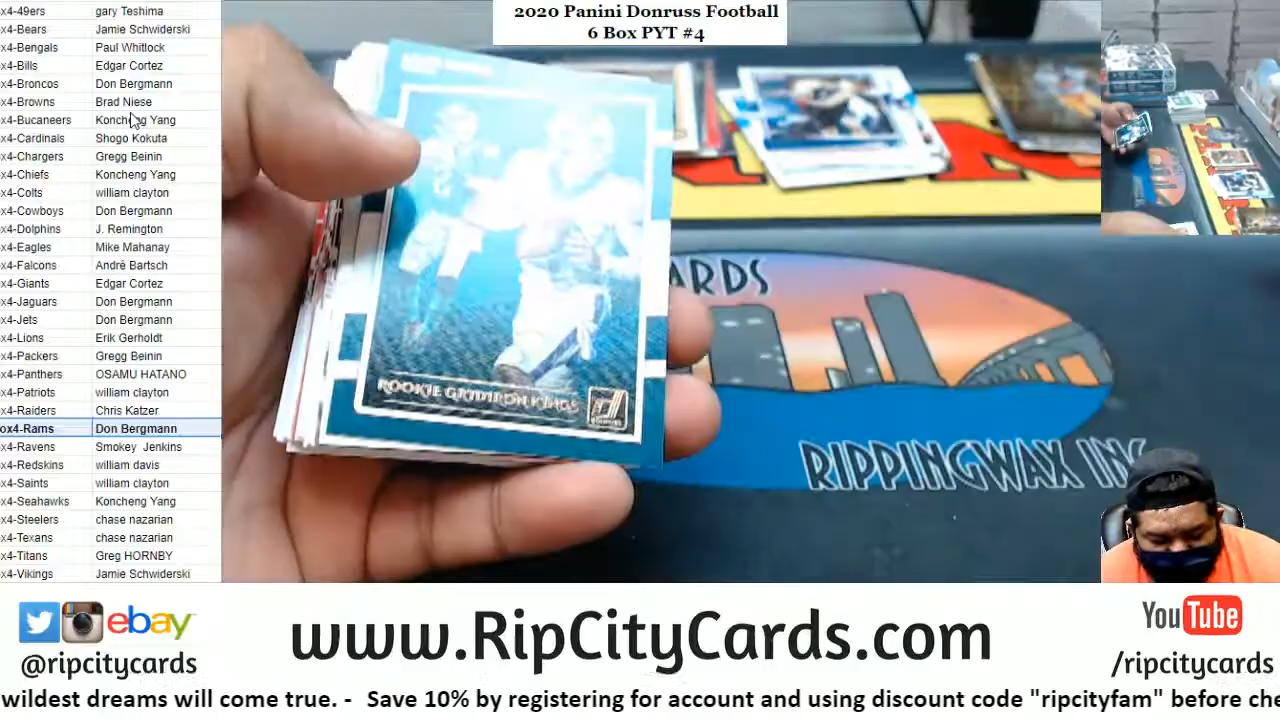 2020 Panini Donruss Football
6 Box PYT #4
x4-49ers gary Teshima
x4-Bears Jamie Schwiderski
x4-Bengals Paul Whitlock
x4-Bills Edgar Cortez
x4-Broncos Don Bergmann
x4-Browns Brad Niese
x4-Bucaneers Koncheng Yang
x4-Cardinals Shogo Kokuta
x4-Chargers Gregg Beinin
x4-Chiefs Koncheng Yang
x4-Colts william clayton
x4-Cowboys Don Bergmann
x4-Dolphins J. Remington
x4-Eagles Mike Mahanay
x4-Falcons Andrè Bartsch
x4-Giants Edgar Cortez
x4-Jaguars Don Bergmann
x4-Jets Don Bergmann
x4-Lions Erik Gerholdt
x4-Packers Gregg Beinin
x4-Panthers OSAMU HATANO
x4-Patriots william clayton
x4-Raiders Chris Katzer
ox4-Rams Don Bergmann
x4-Ravens Smokey Jenkins
x4-Redskins william davis
x4-Saints william clayton
x4-Seahawks Koncheng Yang
x4-Steelers chase nazarian
x4-Texans chase nazarian
x4-Titans Greg HORNBY
x4-Vikings Jamie Schwiderski
ROOKIE GRIDIRON KINGS
ARDS
RIPPINGWAX INC
ebay
@ripcitycards
www.RipCityCards.com
YouTube
/ripcitycards
wildest dreams will come true. - Save 10% by registering for account and using discount code "ripcityfam" before che